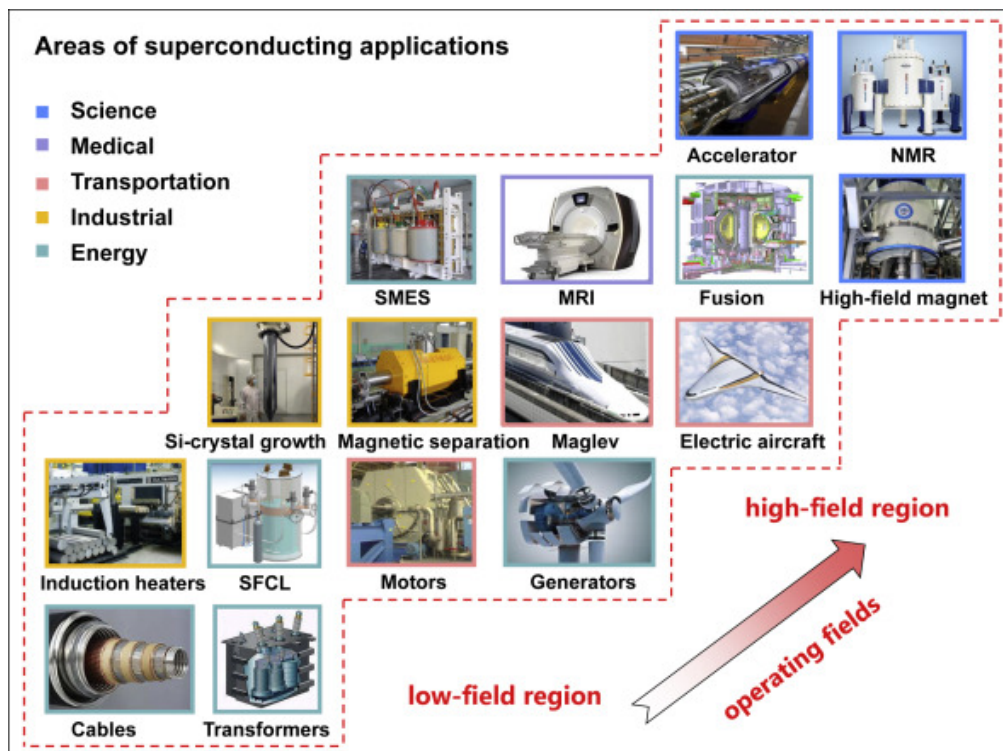 Areas of superconducting applications
Science
Medical
Transportation
Industrial
Energy
Accelerator
NMR
SMES
MRI
Fusion
High-field magnet
Si-crystal growth
Magnetic separation
Maglev
Electric aircraft
Induction heaters
SFCL
Motors
Generators
Cables
Transformers
high-field region
low-field region
operating fields